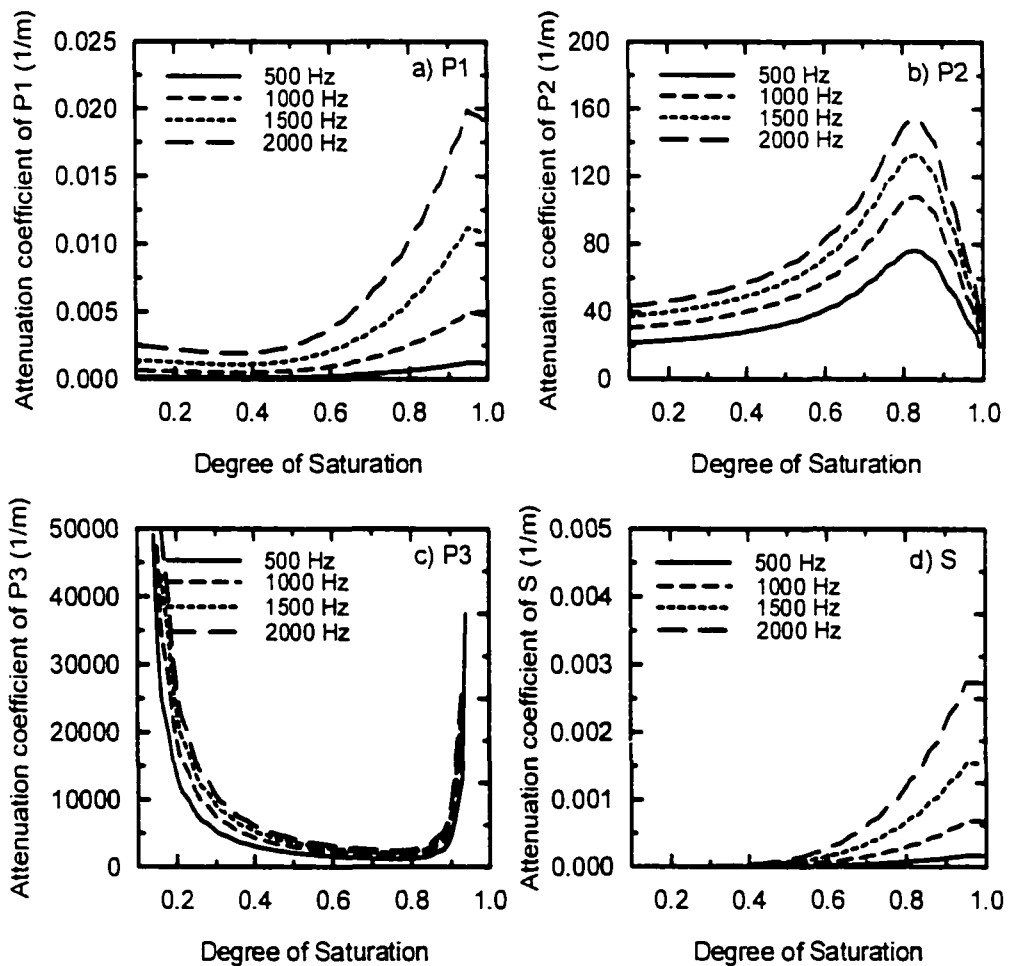 Attenuation coefficient of P1 (1/m)
0.025
0.020
0.015
0.010
0.005
0.000
a) P1
500 Hz
1000 Hz
1500 Hz
2000 Hz
0.2 0.4 0.6 0.8 1.0
Degree of Saturation
Attenuation coefficient of P2 (1/m)
200
160
120
80
40
0
b) P2
500 Hz
1000 Hz
1500 Hz
2000 Hz
0.2 0.4 0.6 0.8 1.0
Degree of Saturation
Attenuation coefficient of P3 (1/m)
50000
40000
30000
20000
10000
0
c) P3
500 Hz
1000 Hz
1500 Hz
2000 Hz
0.2 0.4 0.6 0.8 1.0
Degree of Saturation
Attenuation coefficient of S (1/m)
0.005
0.004
0.003
0.002
0.001
0.000
d) S
500 Hz
1000 Hz
1500 Hz
2000 Hz
0.2 0.4 0.6 0.8 1.0
Degree of Saturation